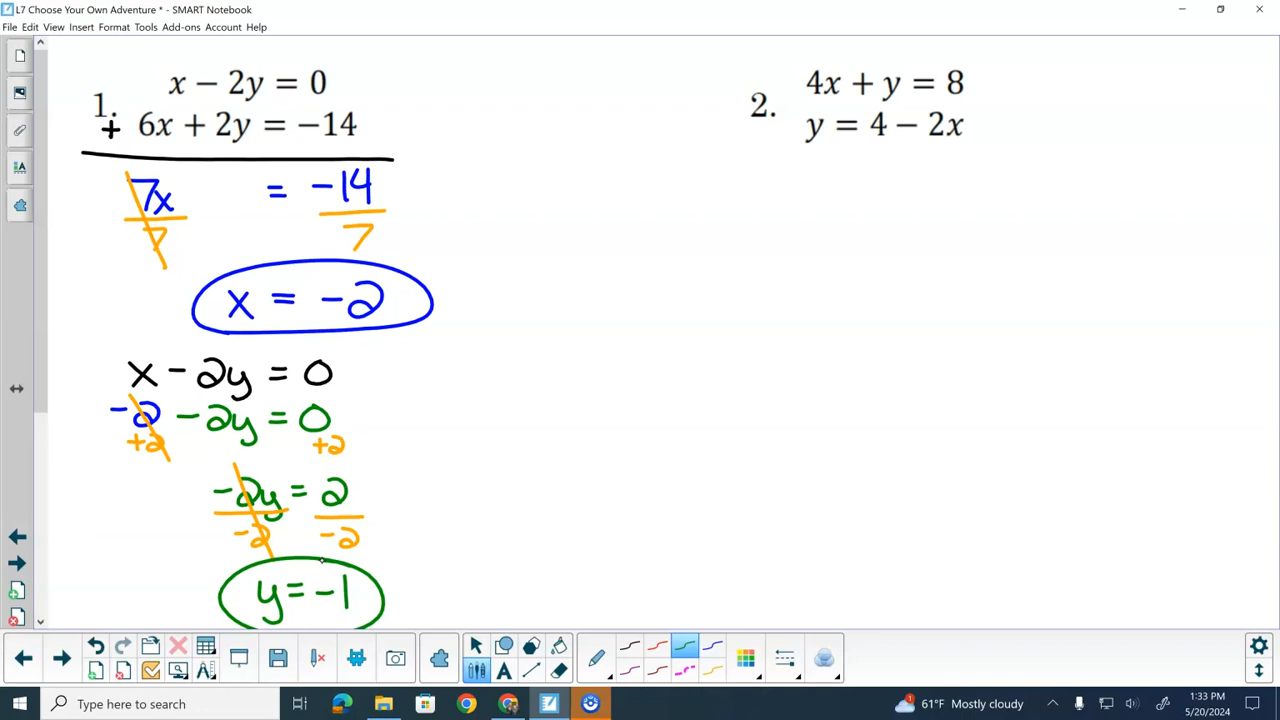 L7 Choose Your Own Adventure * - SMART Notebook
File Edit View Insert Format Tools Add-ons Account Help
1.
x − 2y = 0
+ 6x + 2y = −14
7x = -14
7 7
x = -2
x - 2y = 0
-2 - 2y = 0
+2 +2
-2y = 2
-2 -2
y = -1
2.
4x + y = 8
y = 4 − 2x
A
A
Type here to search
61°F Mostly cloudy
1:33 PM
5/20/2024